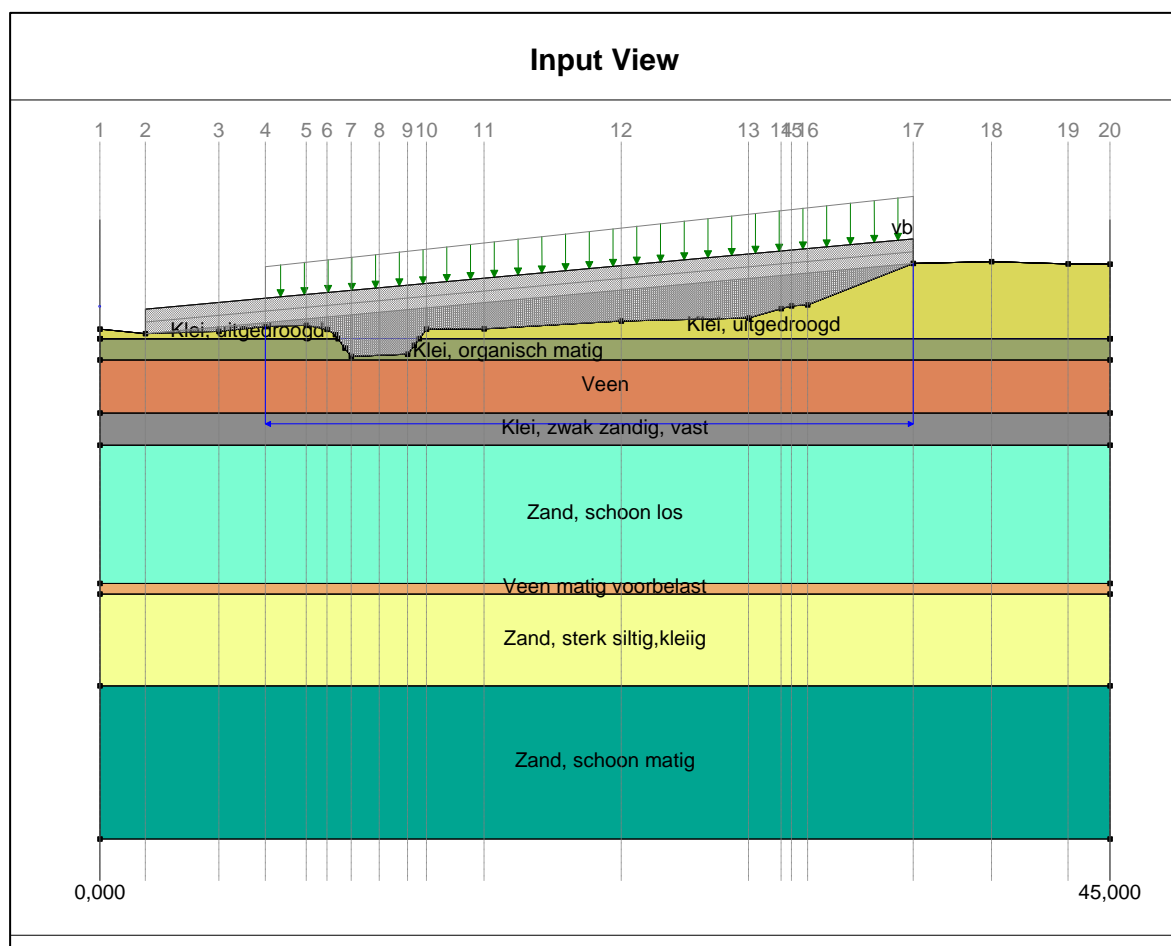 Input View
1 2 3 4 5 6 7 8 9 10 11 12 13 14 15 16 17 18 19 20
vb
Klei, uitgedroogd Klei, uitgedroogd
Klei, organisch matig
Veen
Klei, zwak zandig, vast
Zand, schoon los
Veen matig voorbelast
Zand, sterk siltig,kleiig
Zand, schoon matig
0,000 45,000